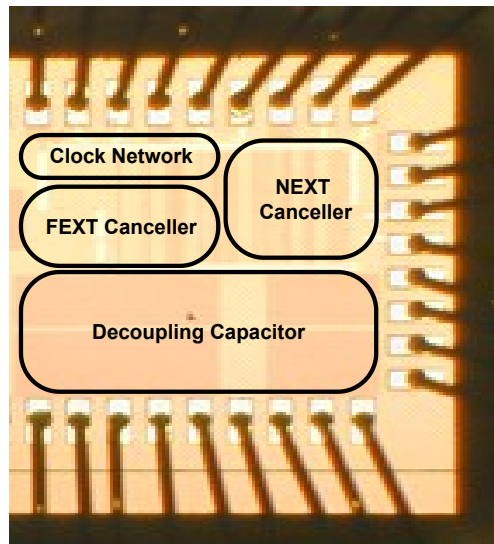 Clock Network
NEXT
Canceller
FEXT Canceller
Decoupling Capacitor